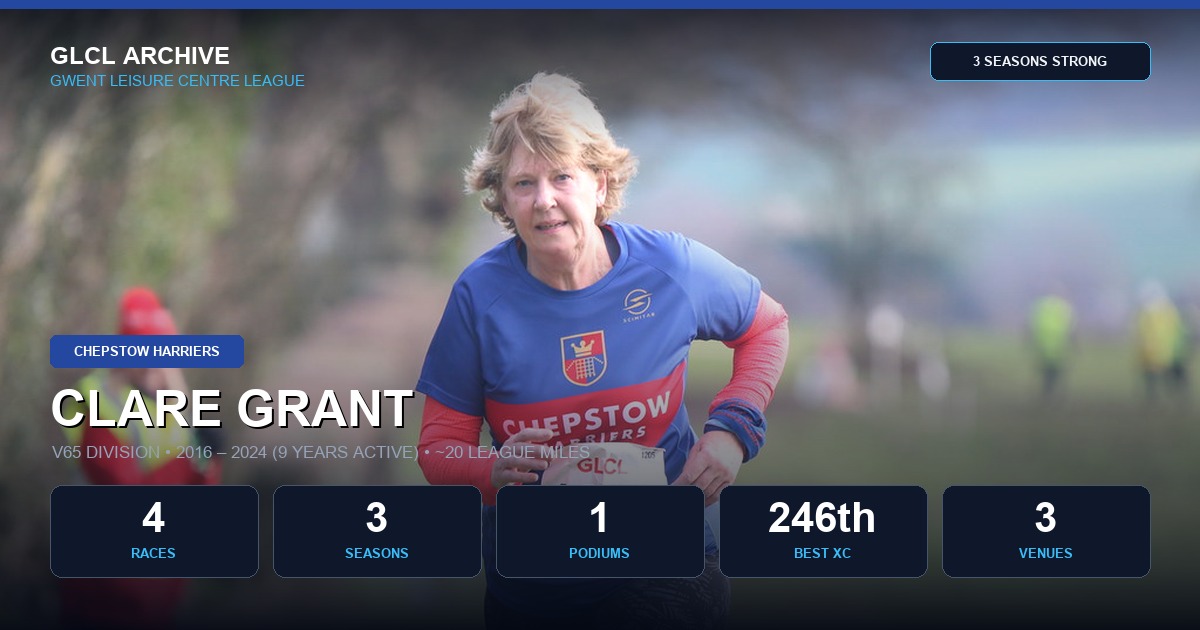 GLCL ARCHIVE
GWENT LEISURE CENTRE LEAGUE
3 SEASONS STRONG
SCIMITAR
CHEPSTOW HARRIERS
CHEPSTOW
HARRIERS
CLARE GRANT
V65 DIVISION • 2016 – 2024 (9 YEARS ACTIVE) • ~20 LEAGUE MILES
GLCL
1205
4
RACES
3
SEASONS
1
PODIUMS
246th
BEST XC
3
VENUES